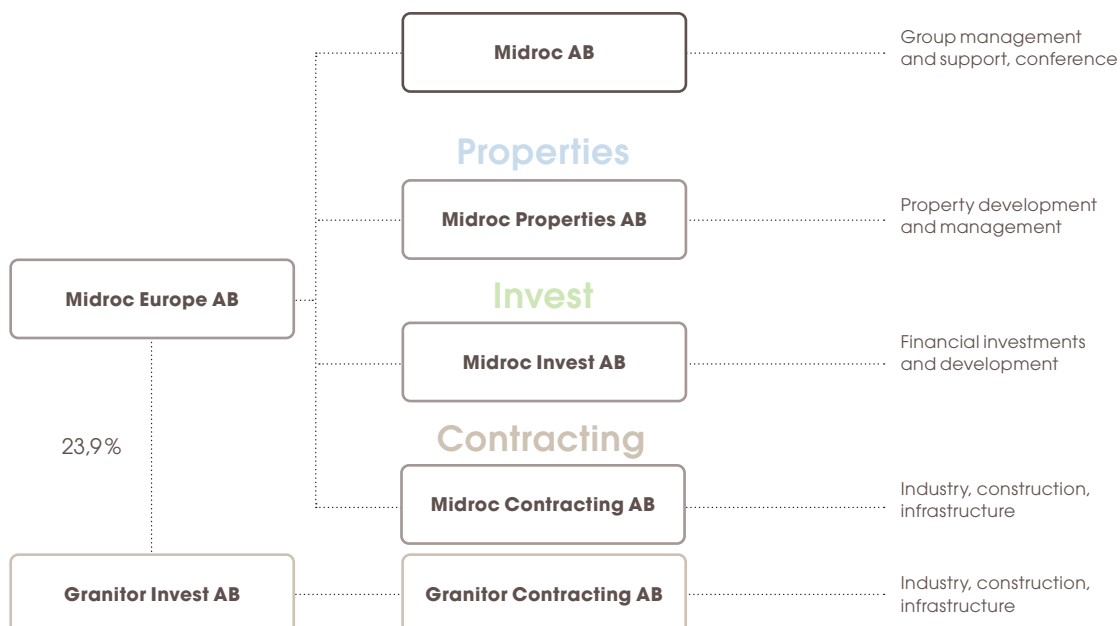 Midroc AB
Group management
and support, conference
Properties
Midroc Properties AB
Property development
and management
Midroc Europe AB
Invest
Midroc Invest AB
Financial investments
and development
23,9%
Contracting
Midroc Contracting AB
Industry, construction,
infrastructure
Granitor Invest AB
Granitor Contracting AB
Industry, construction,
infrastructure